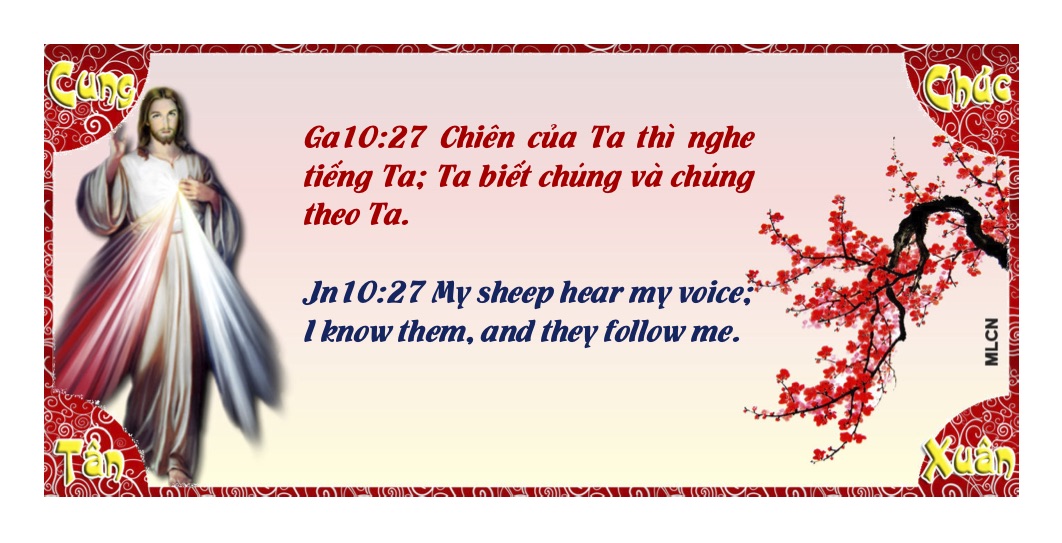 Cung
Chúc
Ga10:27 Chiên của Ta thì nghe
tiếng Ta; Ta biết chúng và chúng
theo Ta.
Jn10:27 My sheep hear my voice;
I know them, and they follow me.
MLCN
Tân
Xuân